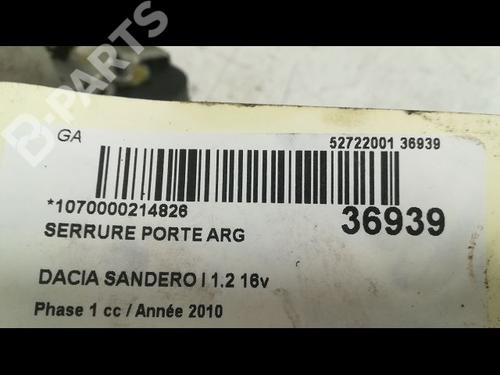 B-PARTS
GA
52722001 36939
*1070000214826
36939
SERRURE PORTE ARG
DACIA SANDERO I 1.2 16v
Phase 1 cc / Année 2010